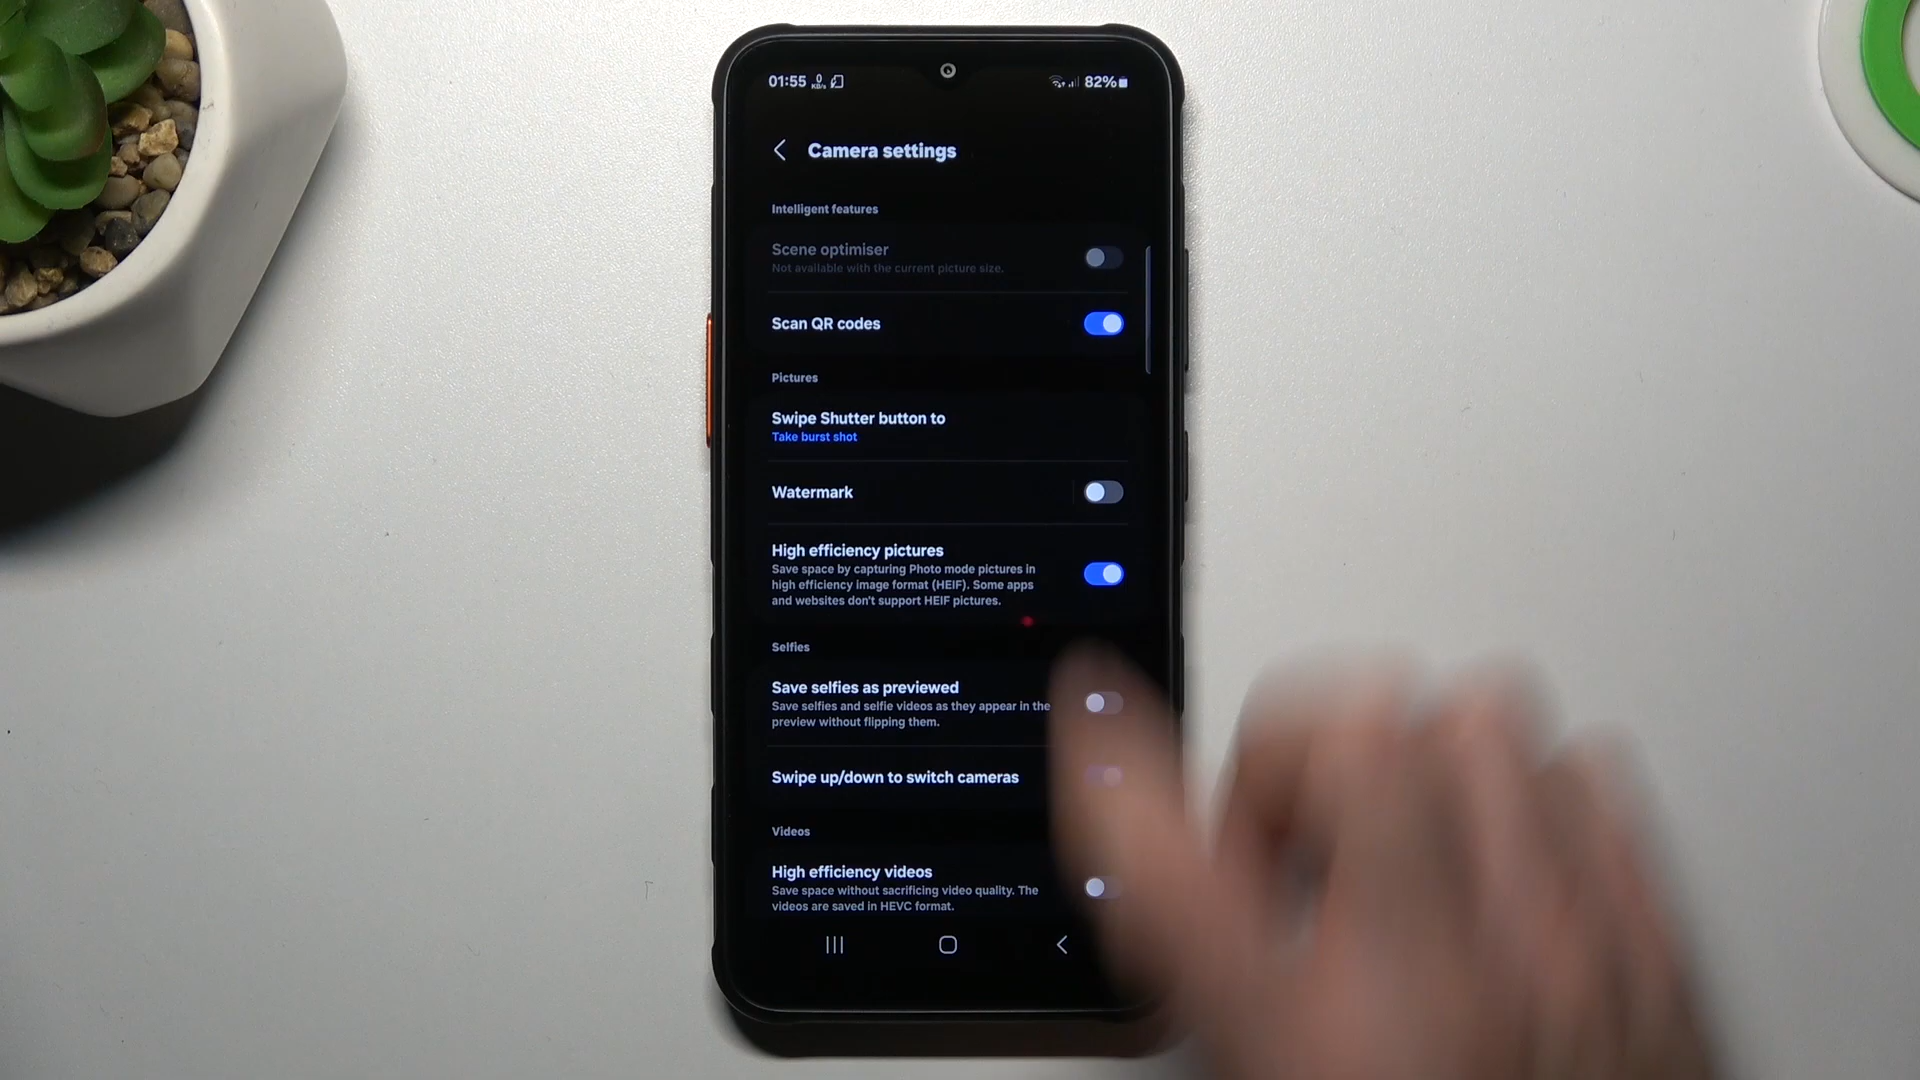 01:55 0 KB/s 82%
Camera settings
Intelligent features
Scene optimiser
Not available with the current picture size.
Scan QR codes
Pictures
Swipe Shutter button to
Take burst shot
Watermark
High efficiency pictures
Save space by capturing Photo mode pictures in
high efficiency image format (HEIF). Some apps
and websites don't support HEIF pictures.
Selfies
Save selfies as previewed
Save selfies and selfie videos as they appear in the
preview without flipping them.
Swipe up/down to switch cameras
Videos
High efficiency videos
Save space without sacrificing video quality. The
videos are saved in HEVC format.